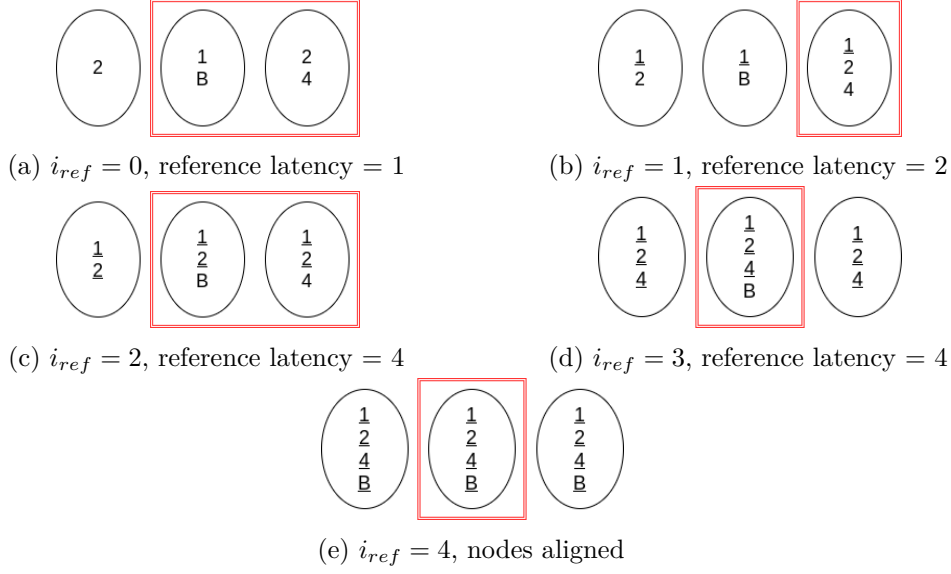 2
1
B
2
4
(a) i_ref = 0, reference latency = 1
1
2
1
B
1
2
4
(b) i_ref = 1, reference latency = 2
1
2
1
2
B
1
2
4
(c) i_ref = 2, reference latency = 4
1
2
4
1
2
4
B
1
2
4
(d) i_ref = 3, reference latency = 4
1
2
4
B
1
2
4
B
1
2
4
B
(e) i_ref = 4, nodes aligned